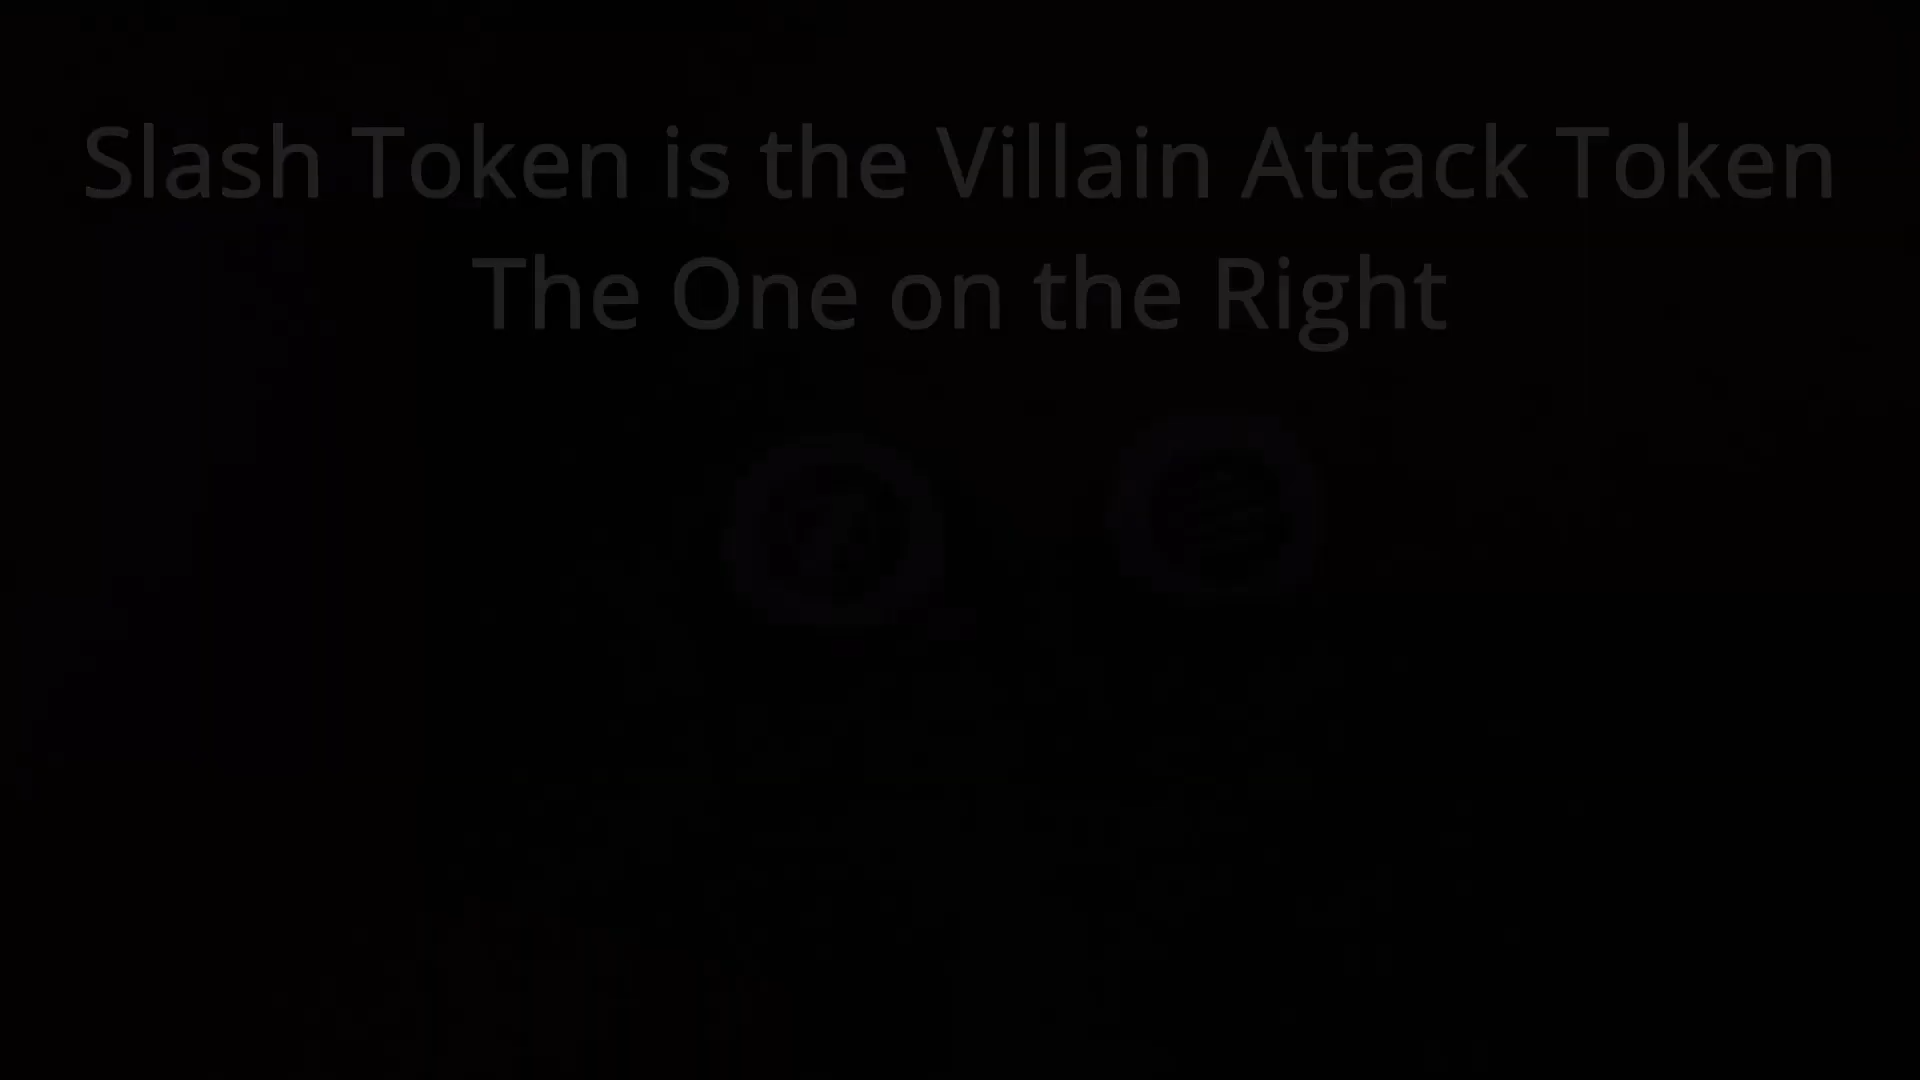 Slash Token is the Villain Attack Token
The One on the Right